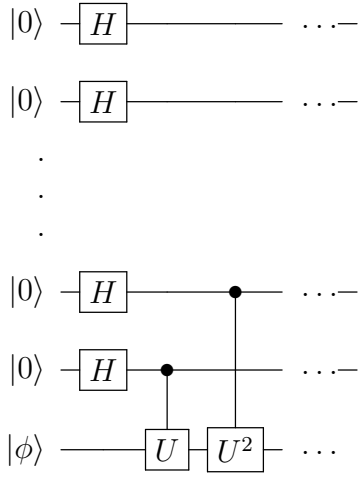 |0⟩ H ...
|0⟩ H ...
.
.
.
|0⟩ H ...
|0⟩ H ...
|ϕ⟩ U U² ...